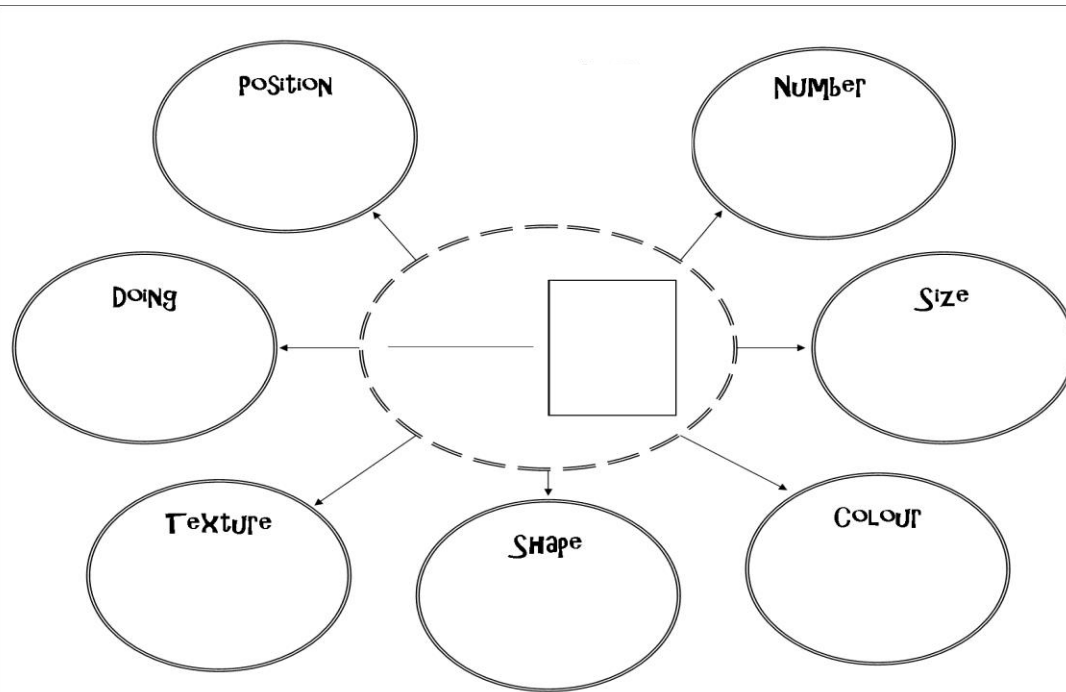 Position
Number
Doing
Size
Texture
Shape
Colour